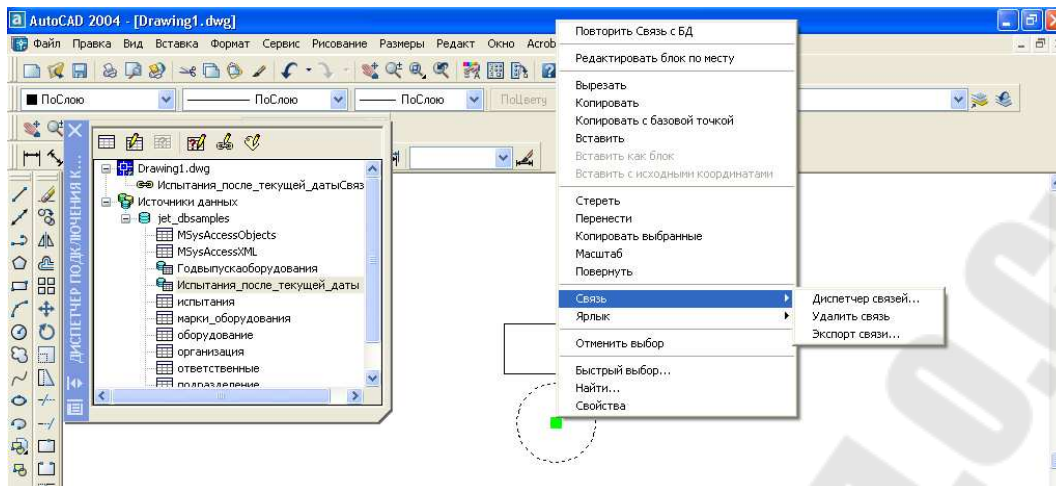 AutoCAD 2004 - [Drawing1.dwg]
Файл Правка Вид Вставка Формат Сервис Рисование Размеры Редакт Окно Acrob
ПоСлою ПоСлою ПоСлою ПоЦвету
ДИСПЕТЧЕР ПОДКЛЮЧЕНИЯ К...
Drawing1.dwg
Испытания_после_текущей_датыСвяз
Источники данных
jet_dbsamples
MSysAccessObjects
MSysAccessXML
Годвыпускаоборудования
Испытания_после_текущей_даты
испытания
марки_оборудования
оборудование
организация
ответственные
подразделение
Повторить Связь с БД
Редактировать блок по месту
Вырезать
Копировать
Копировать с базовой точкой
Вставить
Вставить как блок
Вставить с исходными координатами
Стереть
Перенести
Копировать выбранные
Масштаб
Повернуть
Связь
Ярлык
Отменить выбор
Быстрый выбор...
Найти...
Свойства
Диспетчер связей...
Удалить связь
Экспорт связи...